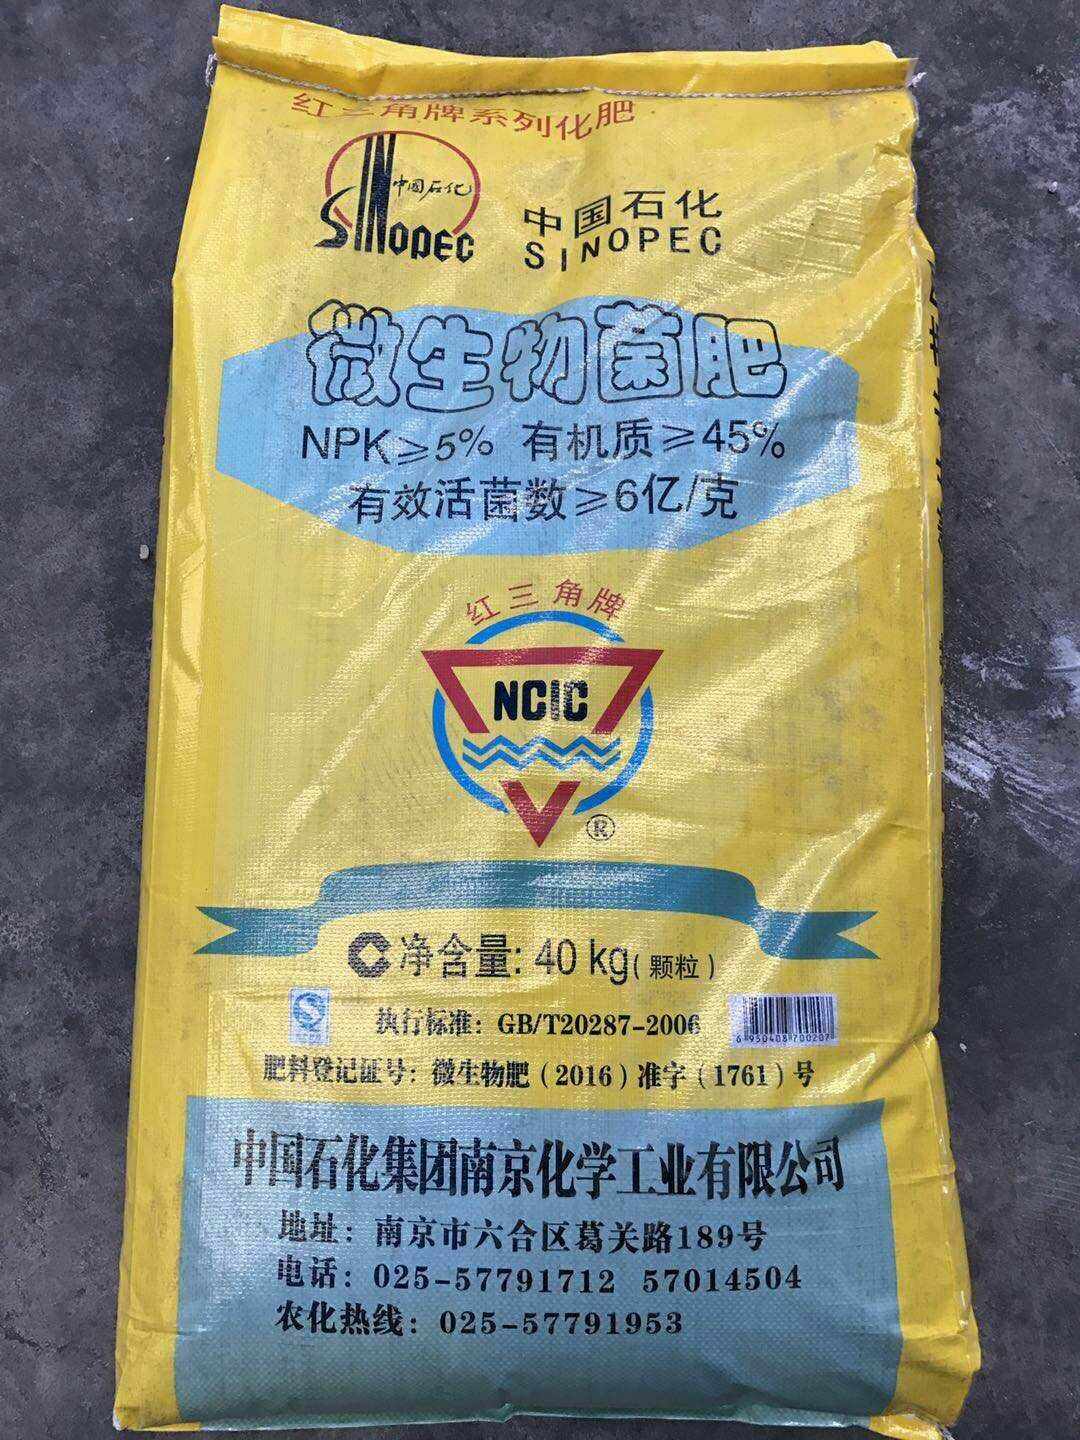 红三角牌系列化肥
中国石化
SINOPEC
中国石化
SINOPEC
微生物菌肥
NPK≥5% 有机质≥45%
有效活菌数≥6亿/克
红三角牌
NCIC
®
净含量: 40 kg(颗粒)
执行标准: GB/T20287-2006
6950408700207
肥料登记证号: 微生物肥(2016)准字(1761)号
中国石化集团南京化学工业有限公司
地址: 南京市六合区葛关路189号
电话: 025-57791712 57014504
农化热线: 025-57791953